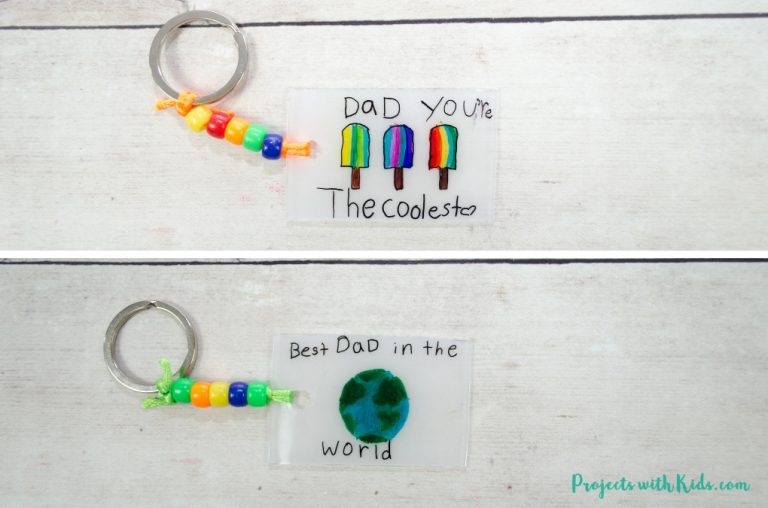 DaD You're
The coolest
Best DaD in the
world
Projects with Kids.com